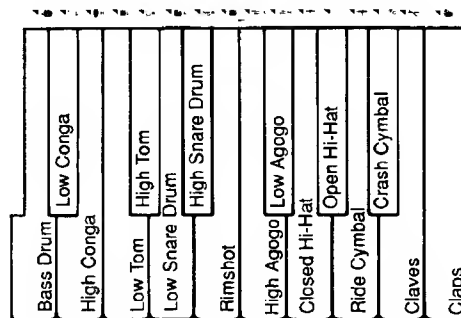 Bass Drum
Low Conga
High Conga
Low Tom
High Tom
Low Snare Drum
High Snare Drum
Rimshot
High Agogo
Low Agogo
Closed Hi-Hat
Open Hi-Hat
Ride Cymbal
Crash Cymbal
Claves
Claps